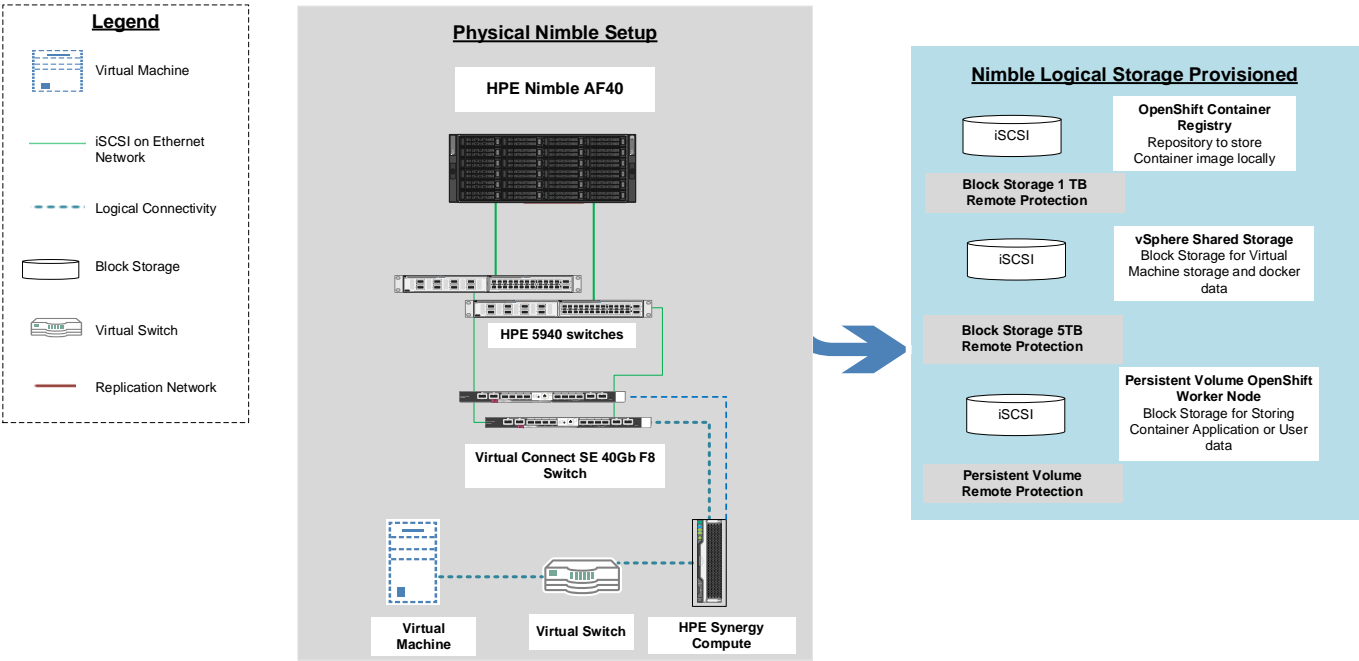 Legend
Virtual Machine
iSCSI on Ethernet
Network
Logical Connectivity
Block Storage
Virtual Switch
Replication Network
Physical Nimble Setup
HPE Nimble AF40
HPE 5940 switches
Virtual Connect SE 40Gb F8
Switch
Virtual
Machine
Virtual Switch
HPE Synergy
Compute
Nimble Logical Storage Provisioned
iSCSI
OpenShift Container
Registry
Repository to store
Container image locally
Block Storage 1 TB
Remote Protection
iSCSI
vSphere Shared Storage
Block Storage for Virtual
Machine storage and docker
data
Block Storage 5TB
Remote Protection
iSCSI
Persistent Volume OpenShift
Worker Node
Block Storage for Storing
Container Application or User
data
Persistent Volume
Remote Protection